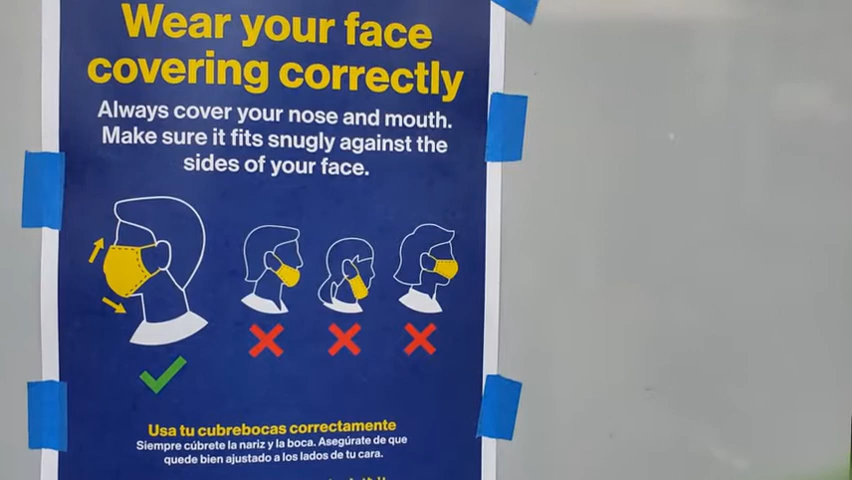 Wear your face
covering correctly
Always cover your nose and mouth.
Make sure it fits snugly against the
sides of your face.
Usa tu cubrebocas correctamente
Siempre cúbrete la nariz y la boca. Asegúrate de que
quede bien ajustado a los lados de tu cara.